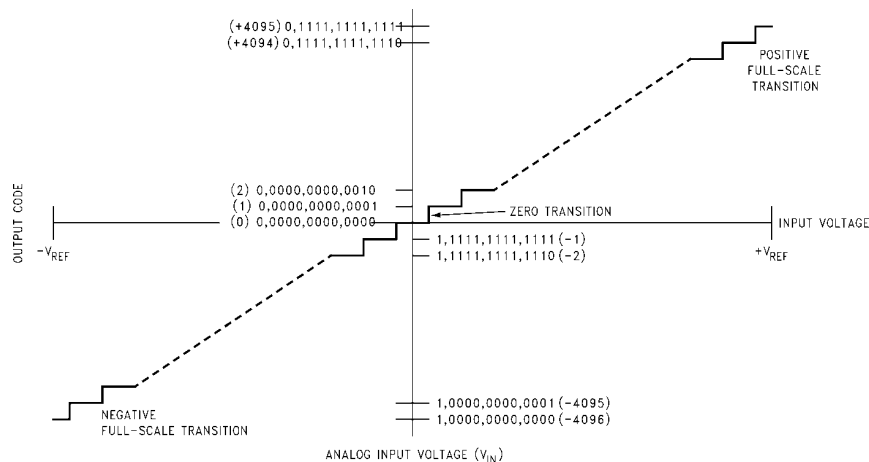 (+4095) 0,1111,1111,1111
(+4094) 0,1111,1111,1110
POSITIVE
FULL-SCALE
TRANSITION
(2) 0,0000,0000,0010
(1) 0,0000,0000,0001
(0) 0,0000,0000,0000
ZERO TRANSITION
OUTPUT CODE
INPUT VOLTAGE
-VREF
+VREF
1,1111,1111,1111 (-1)
1,1111,1111,1110 (-2)
NEGATIVE
FULL-SCALE TRANSITION
1,0000,0000,0001 (-4095)
1,0000,0000,0000 (-4096)
ANALOG INPUT VOLTAGE (VIN)